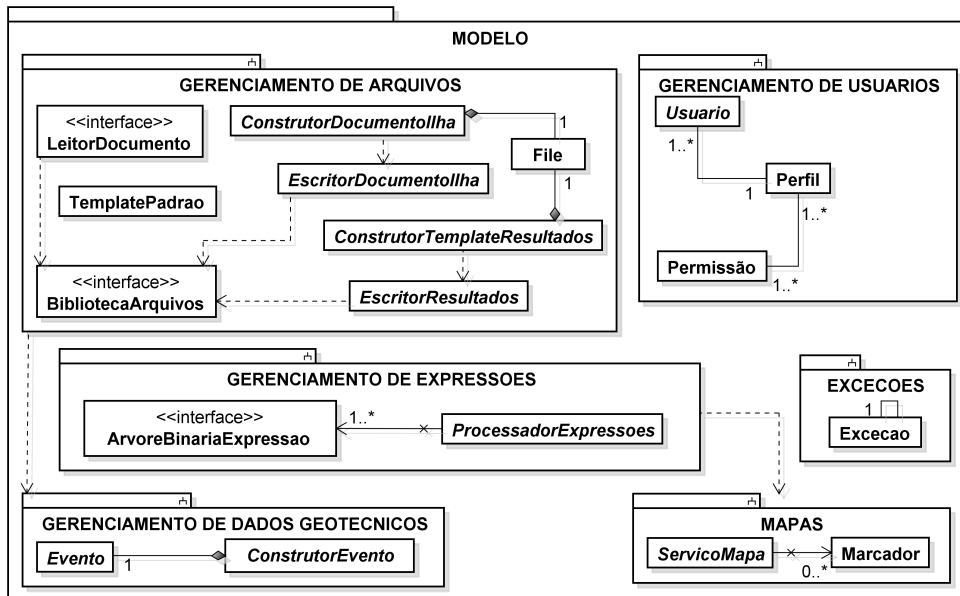 MODELO
GERENCIAMENTO DE ARQUIVOS
<<interface>>
LeitorDocumento
ConstrutorDocumentoIlha
1
File
1
TemplatePadrao
EscritorDocumentoIlha
ConstrutorTemplateResultados
<<interface>>
BibliotecaArquivos
EscritorResultados
GERENCIAMENTO DE USUARIOS
Usuario
1..*
1
Perfil
1..*
Permissão
1..*
GERENCIAMENTO DE EXPRESSOES
<<interface>>
ArvoreBinariaExpressao
1..*
ProcessadorExpressoes
EXCECOES
1
Excecao
GERENCIAMENTO DE DADOS GEOTECNICOS
Evento
1
ConstrutorEvento
MAPAS
ServicoMapa
0..*
Marcador